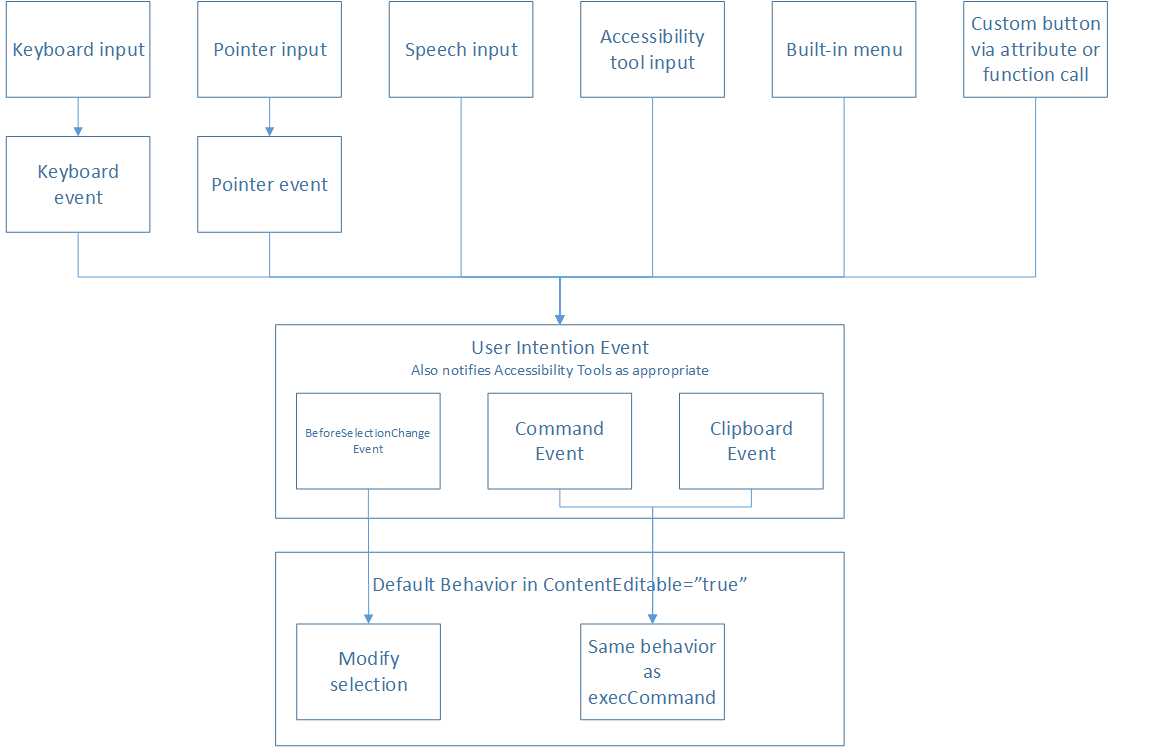 Keyboard input
Pointer input
Speech input
Accessibility
tool input
Built-in menu
Custom button
via attribute or
function call
Keyboard
event
Pointer event
User Intention Event
Also notifies Accessibility Tools as appropriate
BeforeSelectionChange
Event
Command
Event
Clipboard
Event
Default Behavior in ContentEditable=”true”
Modify
selection
Same behavior
as
execCommand